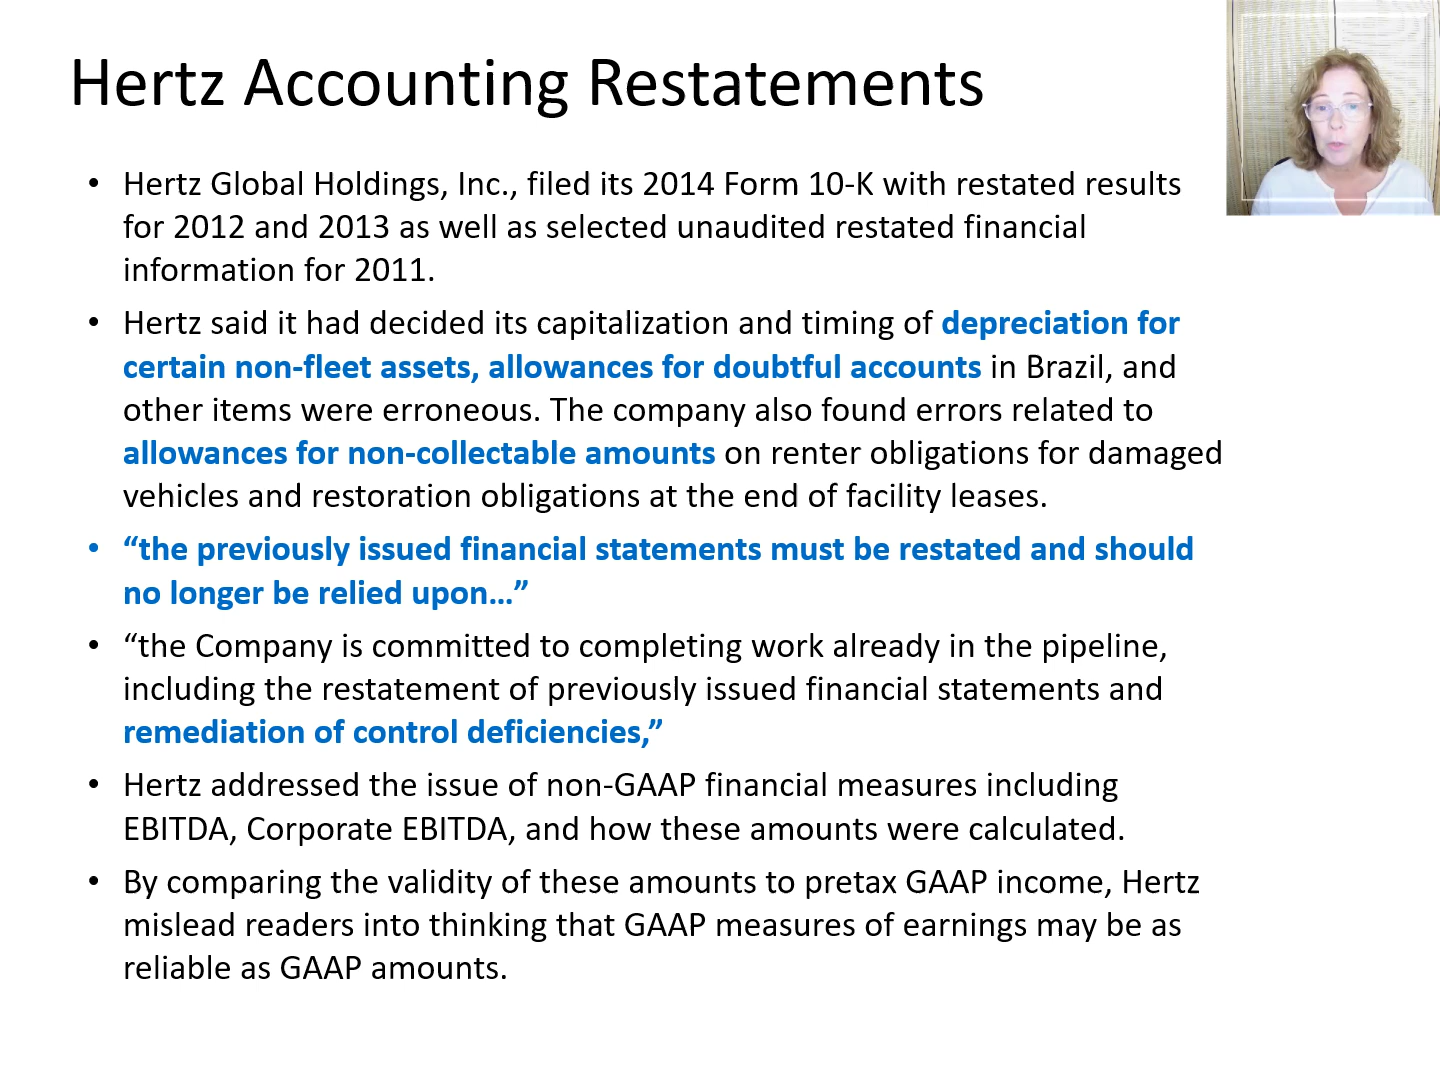 Hertz Accounting Restatements
• Hertz Global Holdings, Inc., filed its 2014 Form 10-K with restated results
for 2012 and 2013 as well as selected unaudited restated financial
information for 2011.
• Hertz said it had decided its capitalization and timing of depreciation for
certain non-fleet assets, allowances for doubtful accounts in Brazil, and
other items were erroneous. The company also found errors related to
allowances for non-collectable amounts on renter obligations for damaged
vehicles and restoration obligations at the end of facility leases.
• “the previously issued financial statements must be restated and should
no longer be relied upon…”
• “the Company is committed to completing work already in the pipeline,
including the restatement of previously issued financial statements and
remediation of control deficiencies,”
• Hertz addressed the issue of non-GAAP financial measures including
EBITDA, Corporate EBITDA, and how these amounts were calculated.
• By comparing the validity of these amounts to pretax GAAP income, Hertz
mislead readers into thinking that GAAP measures of earnings may be as
reliable as GAAP amounts.